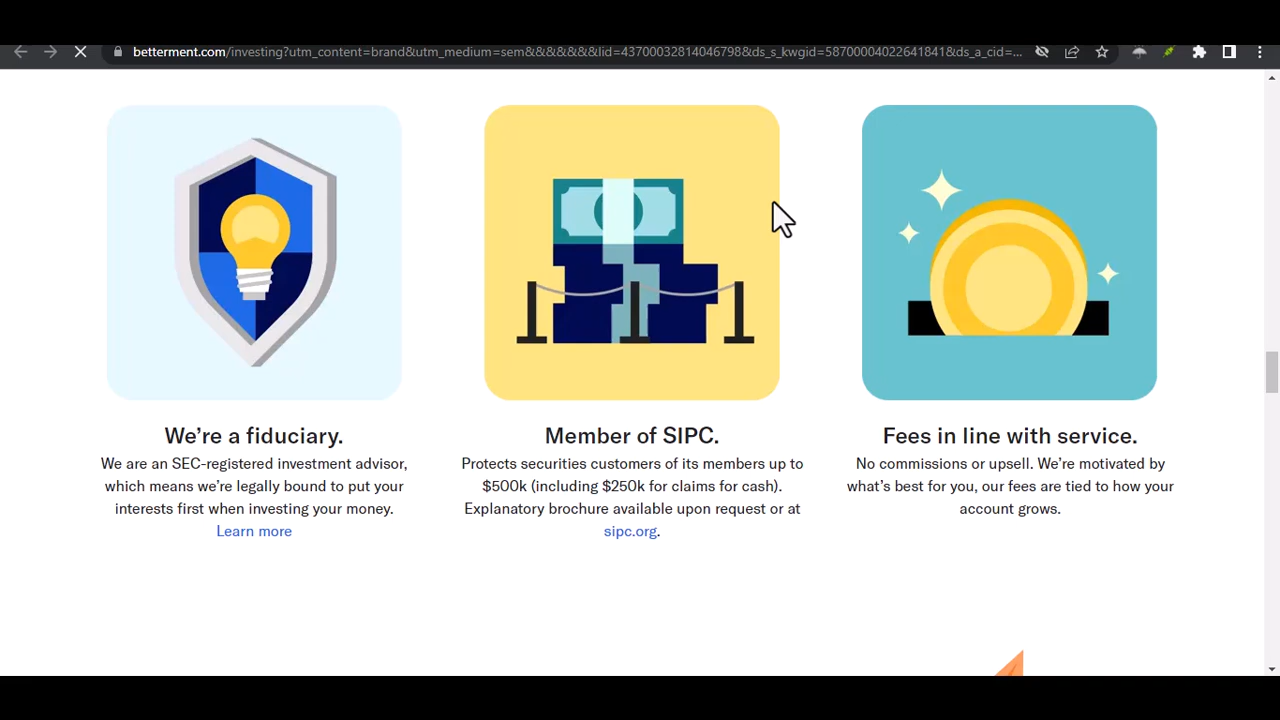 betterment.com/investing?utm_content=brand&utm_medium=sem&&&&&&&lid=43700032814046798&ds_s_kwgid=58700004022641841&ds_a_cid=...
We're a fiduciary.
We are an SEC-registered investment advisor,
which means we're legally bound to put your
interests first when investing your money.
Learn more
Member of SIPC.
Protects securities customers of its members up to
$500k (including $250k for claims for cash).
Explanatory brochure available upon request or at
sipc.org.
Fees in line with service.
No commissions or upsell. We're motivated by
what's best for you, our fees are tied to how your
account grows.